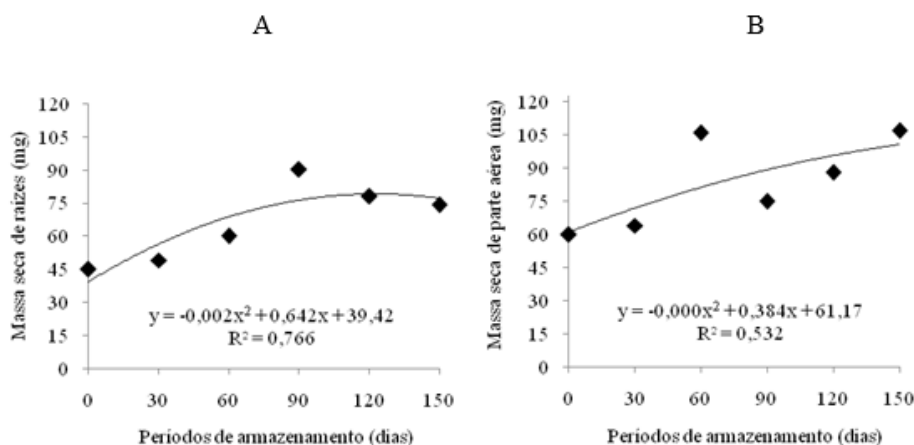 A
Massa seca de raízes (mg)
120
105
90
75
60
45
30
15
0
y = -0,002x² + 0,642x + 39,42
R² = 0,766
0 30 60 90 120 150
Períodos de armazenamento (dias)
B
Massa seca de parte aérea (mg)
120
105
90
75
60
45
30
15
0
y = -0,000x² + 0,384x + 61,17
R² = 0,532
0 30 60 90 120 150
Períodos de armazenamento (dias)